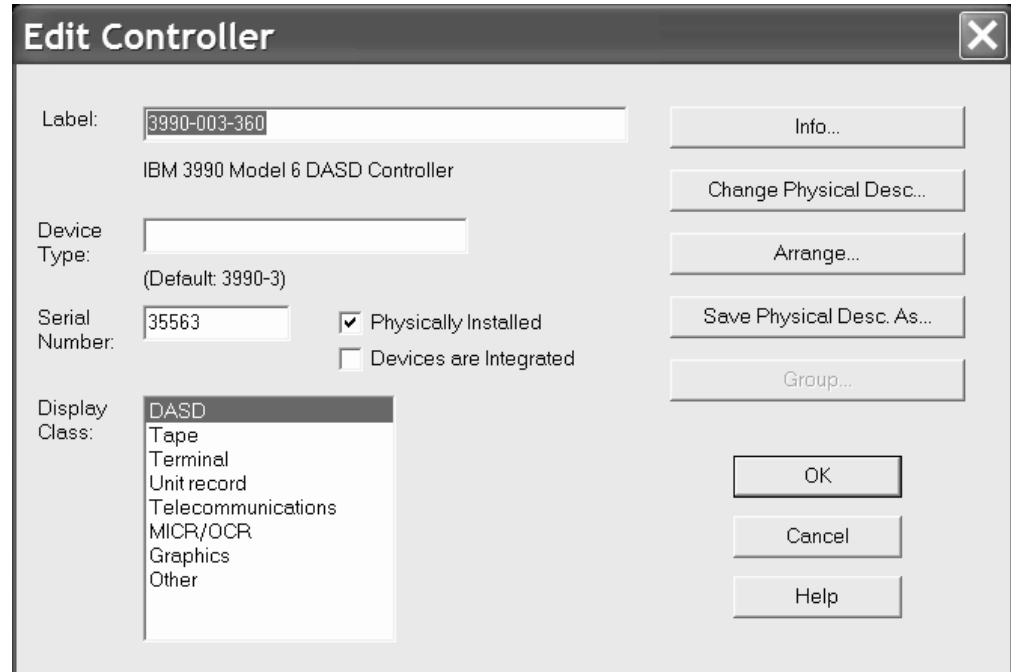 Edit Controller
Label:
3990-003-360
Info...
IBM 3990 Model 6 DASD Controller
Change Physical Desc...
Device
Type:
(Default: 3990-3)
Arrange...
Serial
Number:
35563
Physically Installed
Devices are Integrated
Save Physical Desc. As...
Group...
Display
Class:
DASD
Tape
Terminal
Unit record
Telecommunications
MICR/OCR
Graphics
Other
OK
Cancel
Help